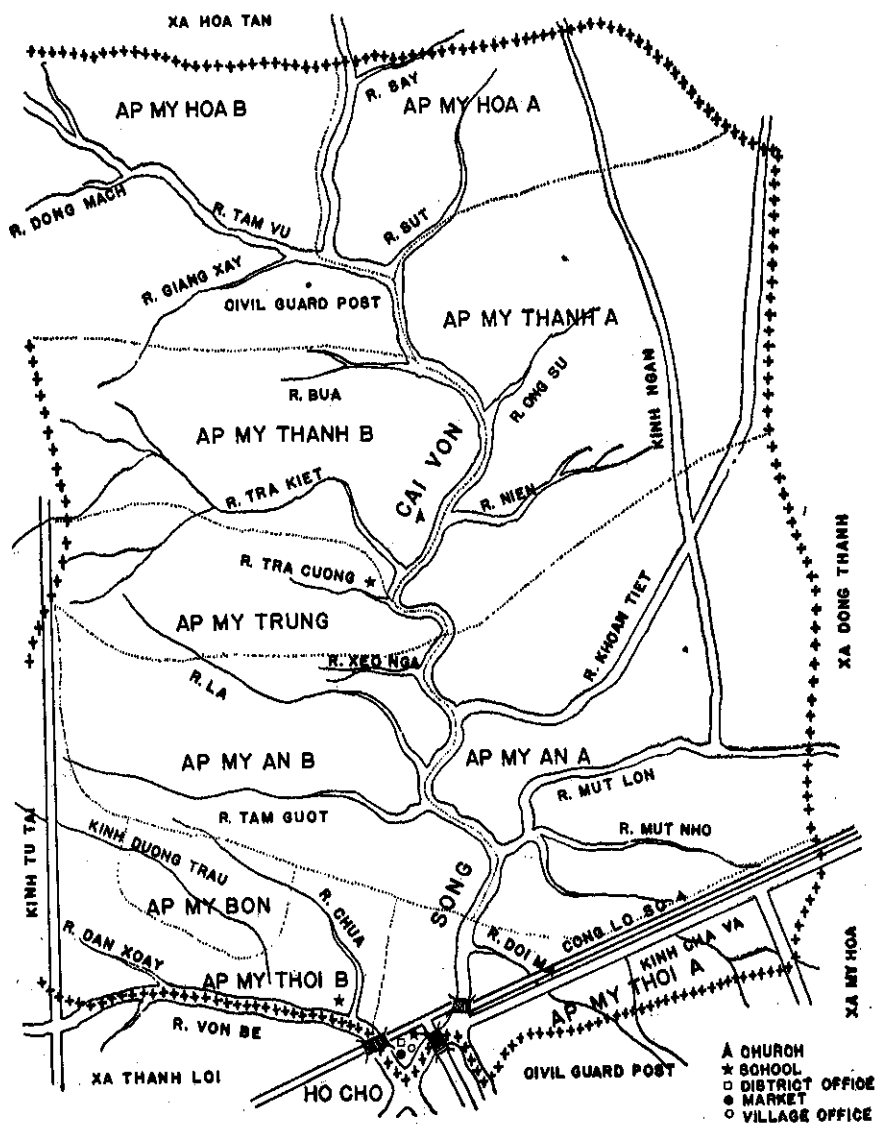 XA HOA TAN
R. BAY
AP MY HOA B
AP MY HOA A
R. DONG MACH
R. TAM VU
R. SUT
R. GIANG XAY
CIVIL GUARD POST
AP MY THANH A
R. BUA
R. ONG SU
KINH NGAN
AP MY THANH B
CAI VON
R. TRA KIET
R. NIEN
R. TRA CUONG
XA DONG THANH
AP MY TRUNG
R. XEO NGA
R. KHOAN TIET
R. LA
AP MY AN B
AP MY AN A
R. MUT LON
R. TAM GUOT
R. MUT NHO
KINH TU TAI
KINH DUONG TRAU
SONG
AP MY BON
R. CHUA
R. DAN XOAY
R. DOI MA
CONG LO SO 4
KINH CHA VA
AP MY THOI B
AP MY THOI A
XA MY HOA
R. VON BE
XA THANH LOI
HO CHO
CIVIL GUARD POST
CHURCH
SCHOOL
DISTRICT OFFICE
MARKET
VILLAGE OFFICE